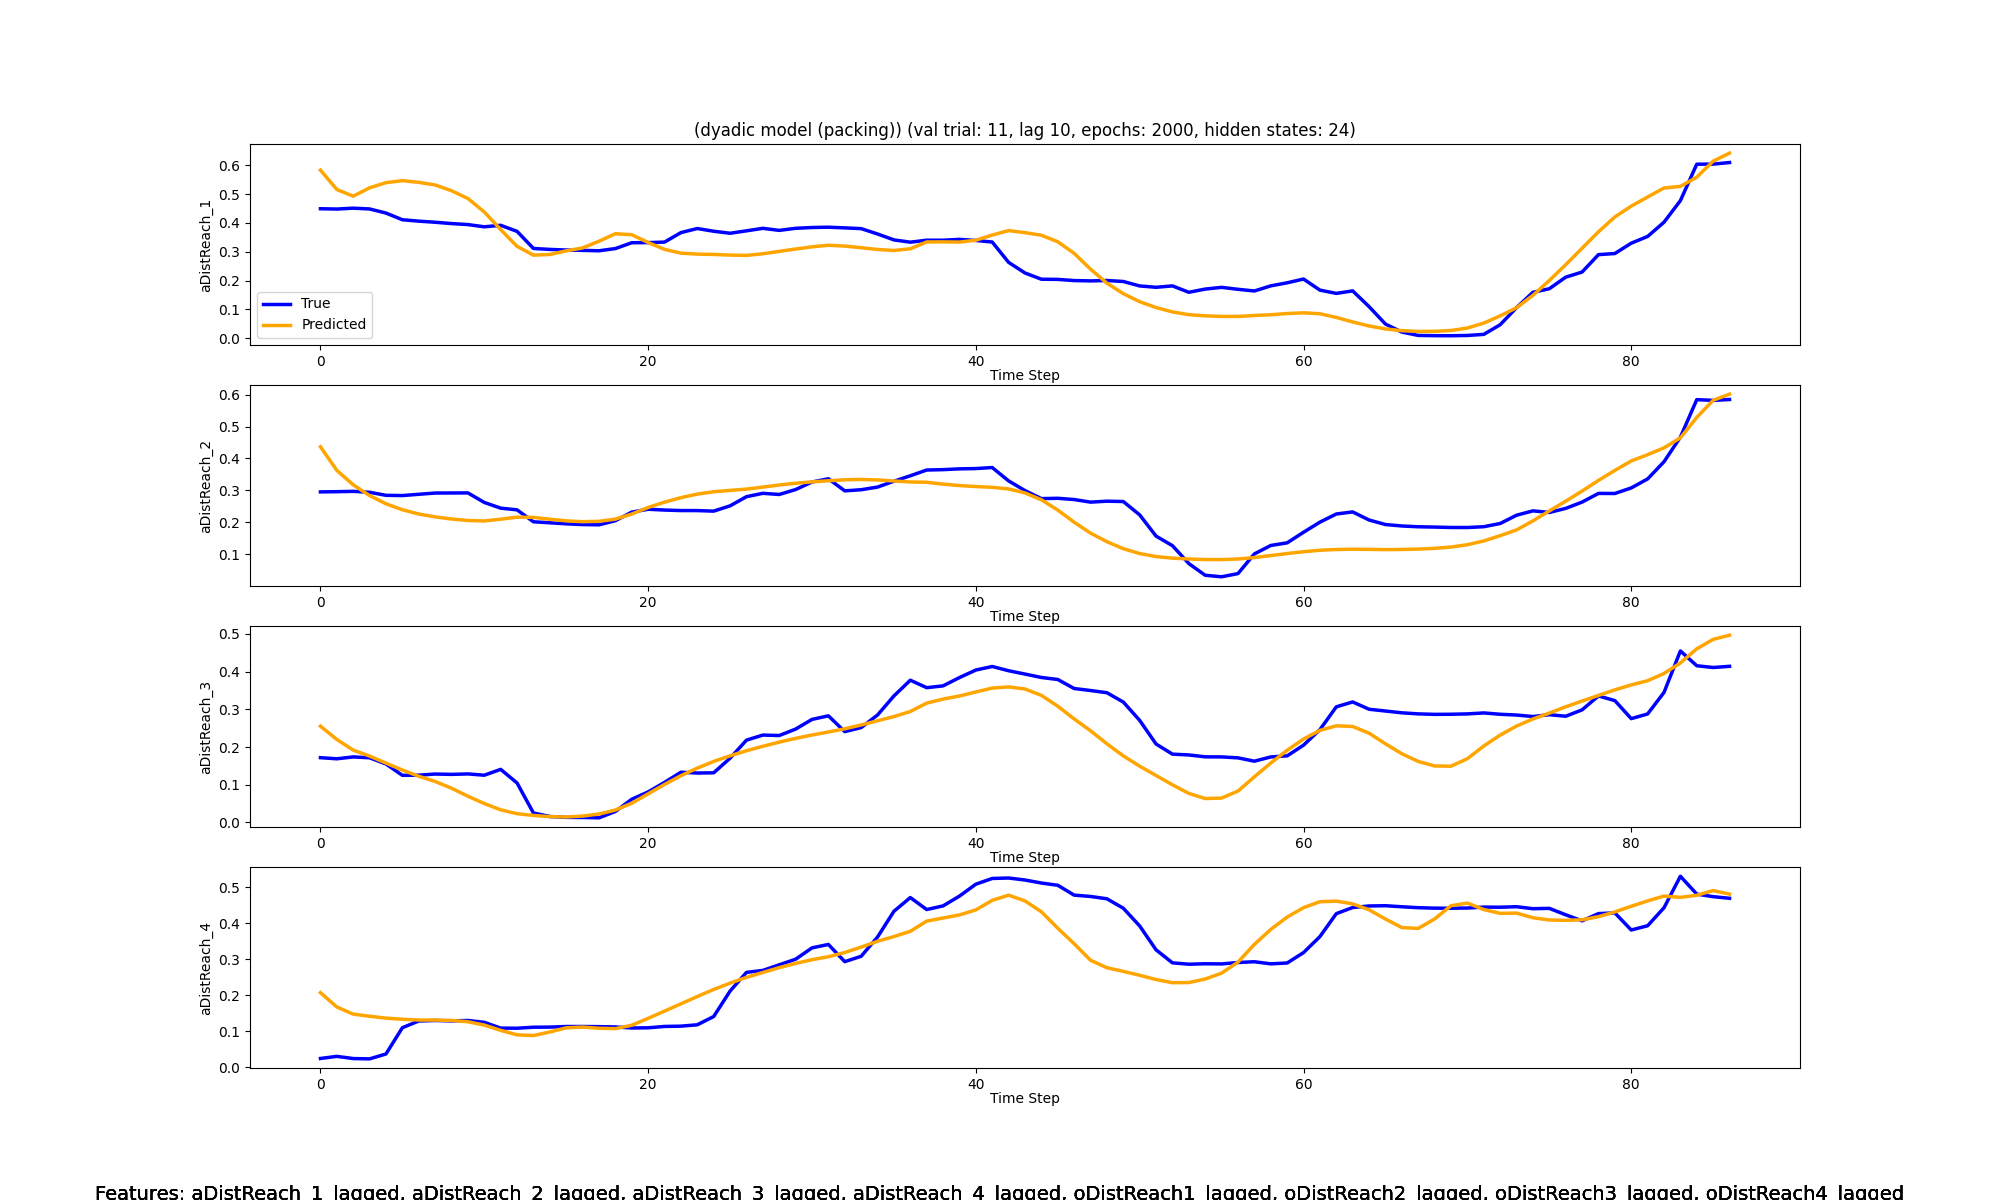 (dyadic model (packing)) (val trial: 11, lag 10, epochs: 2000, hidden states: 24)
aDistReach_1
0.6
0.5
0.4
0.3
0.2
0.1
0.0
True
Predicted
0 20 40 60 80
Time Step
aDistReach_2
0.6
0.5
0.4
0.3
0.2
0.1
0 20 40 60 80
Time Step
aDistReach_3
0.5
0.4
0.3
0.2
0.1
0.0
0 20 40 60 80
Time Step
aDistReach_4
0.5
0.4
0.3
0.2
0.1
0.0
0 20 40 60 80
Time Step
Features: aDistReach_1_lagged, aDistReach_2_lagged, aDistReach_3_lagged, aDistReach_4_lagged, oDistReach1_lagged, oDistReach2_lagged, oDistReach3_lagged, oDistReach4_lagged